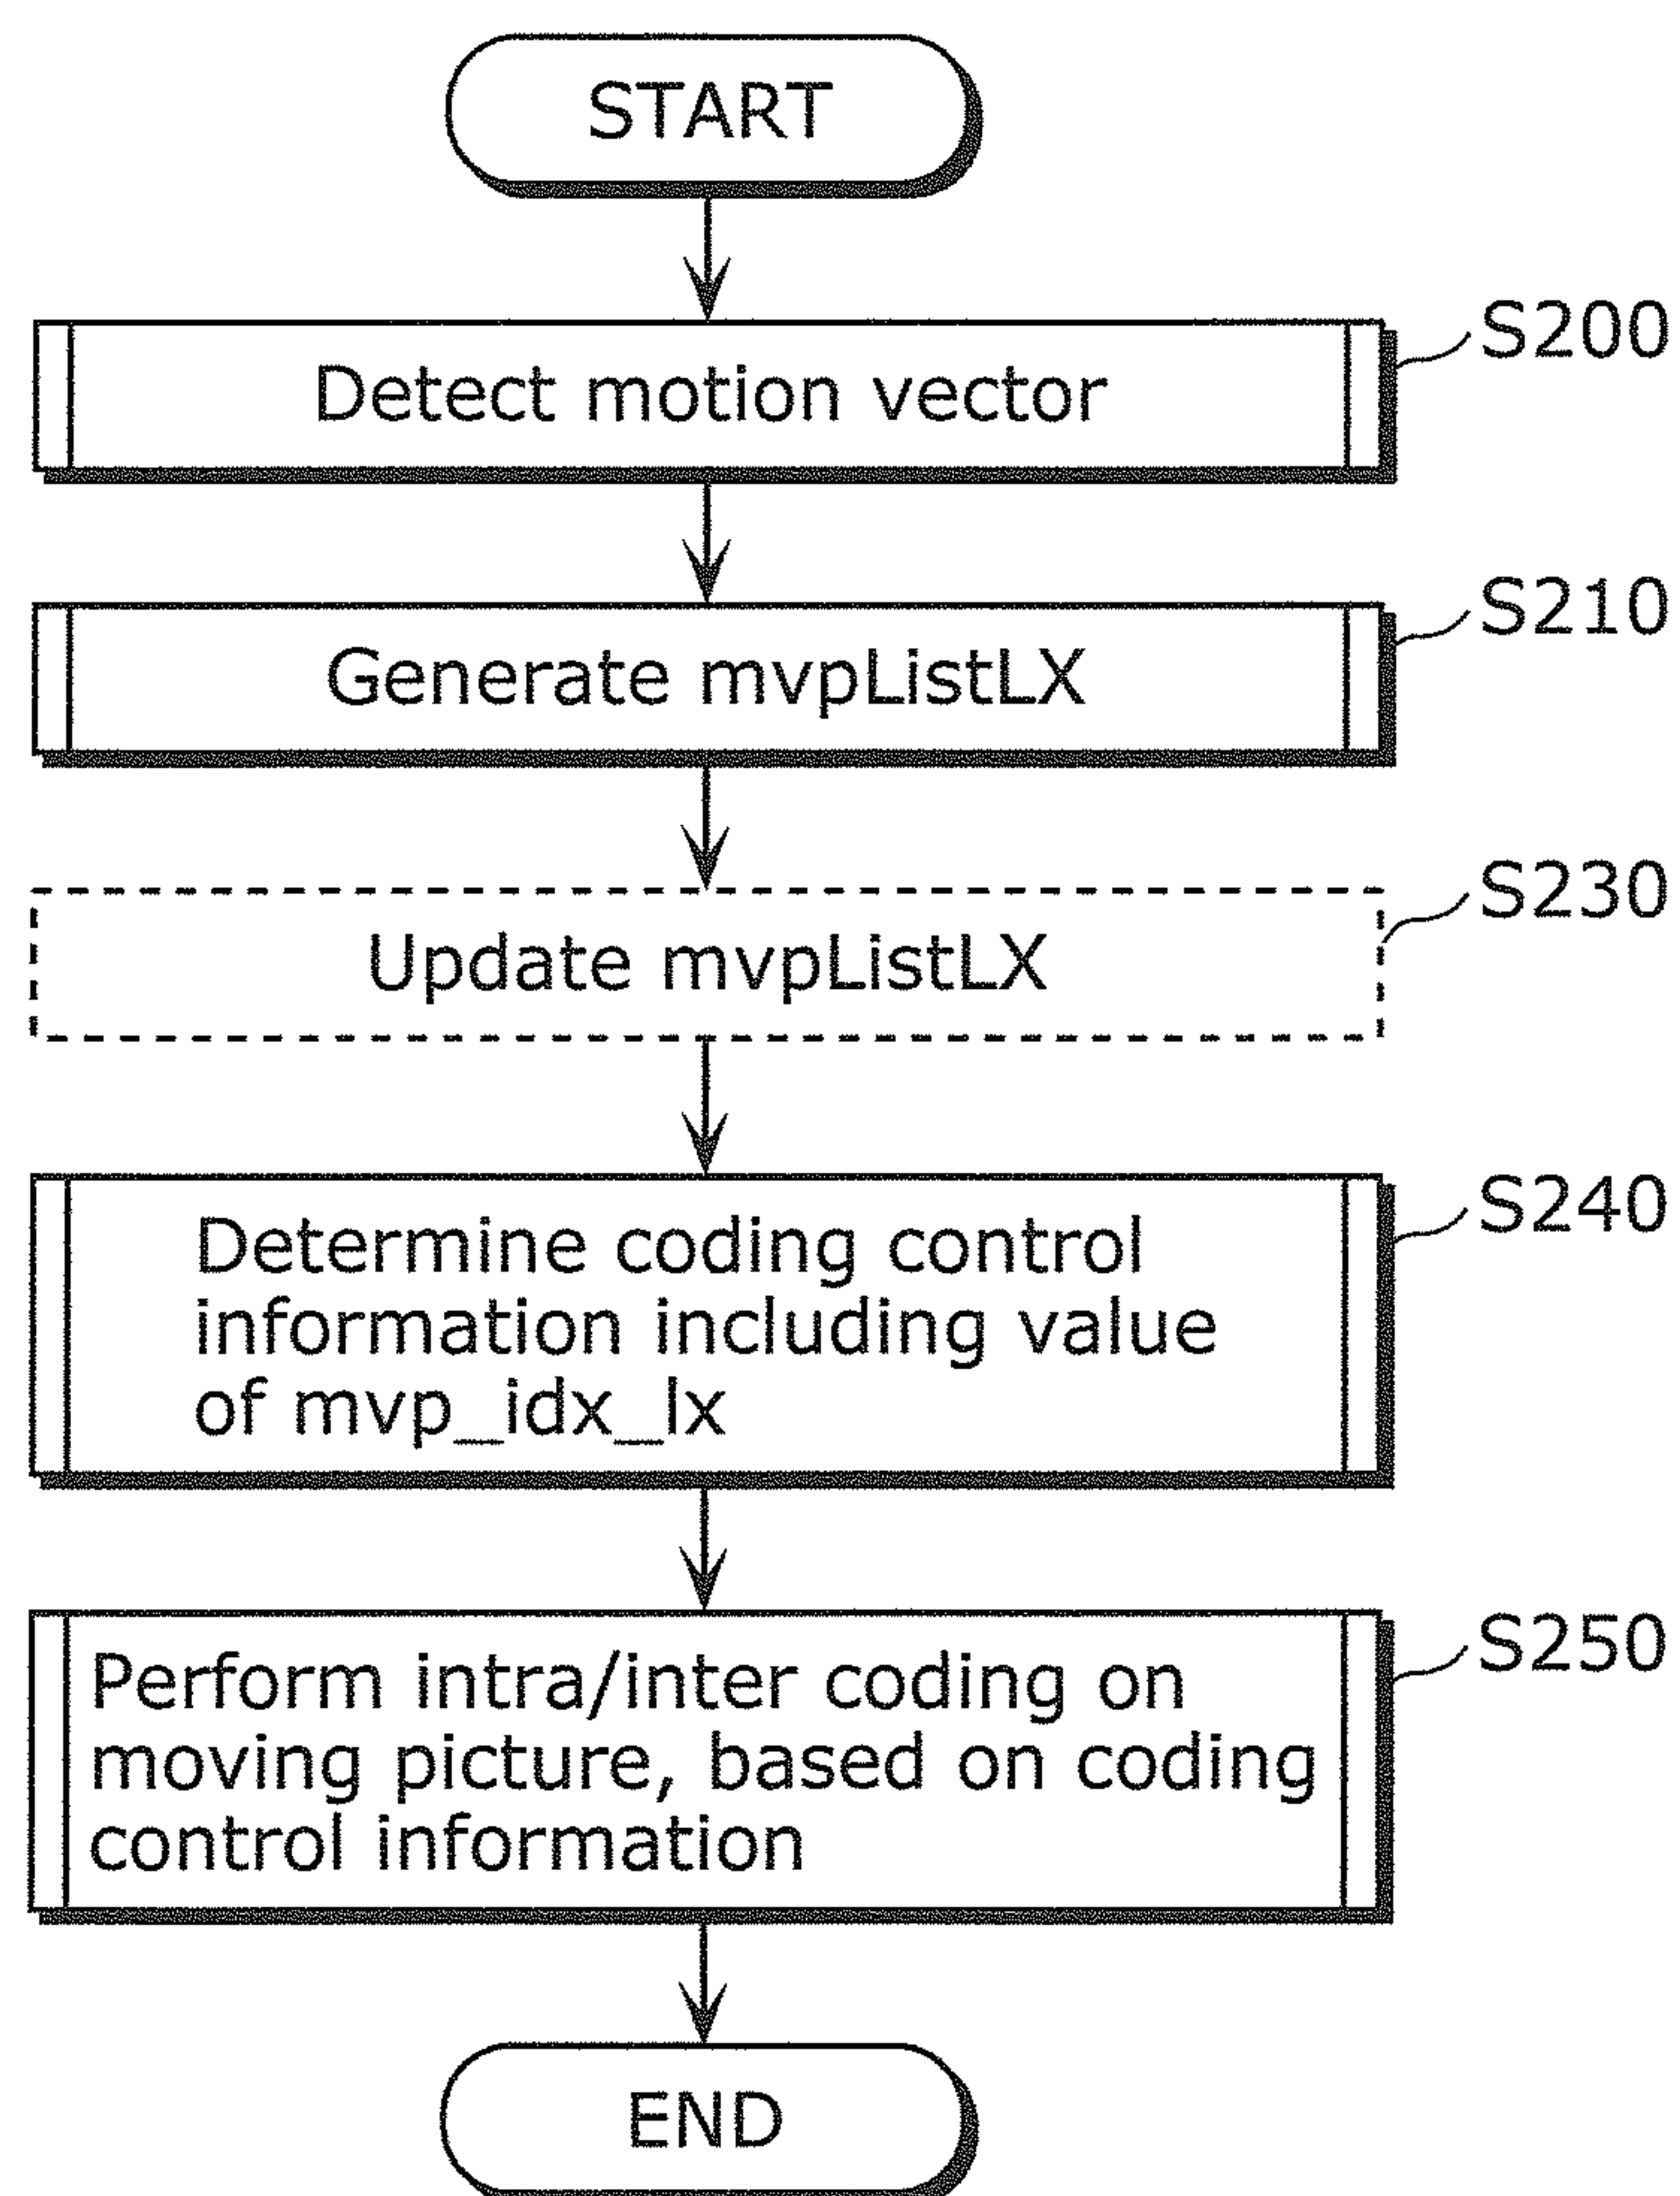 START
S200
Detect motion vector
S210
Generate mvpListLX
S230
Update mvpListLX
S240
Determine coding control
information including value
of mvp_idx_lx
S250
Perform intra/inter coding on
moving picture, based on coding
control information
END